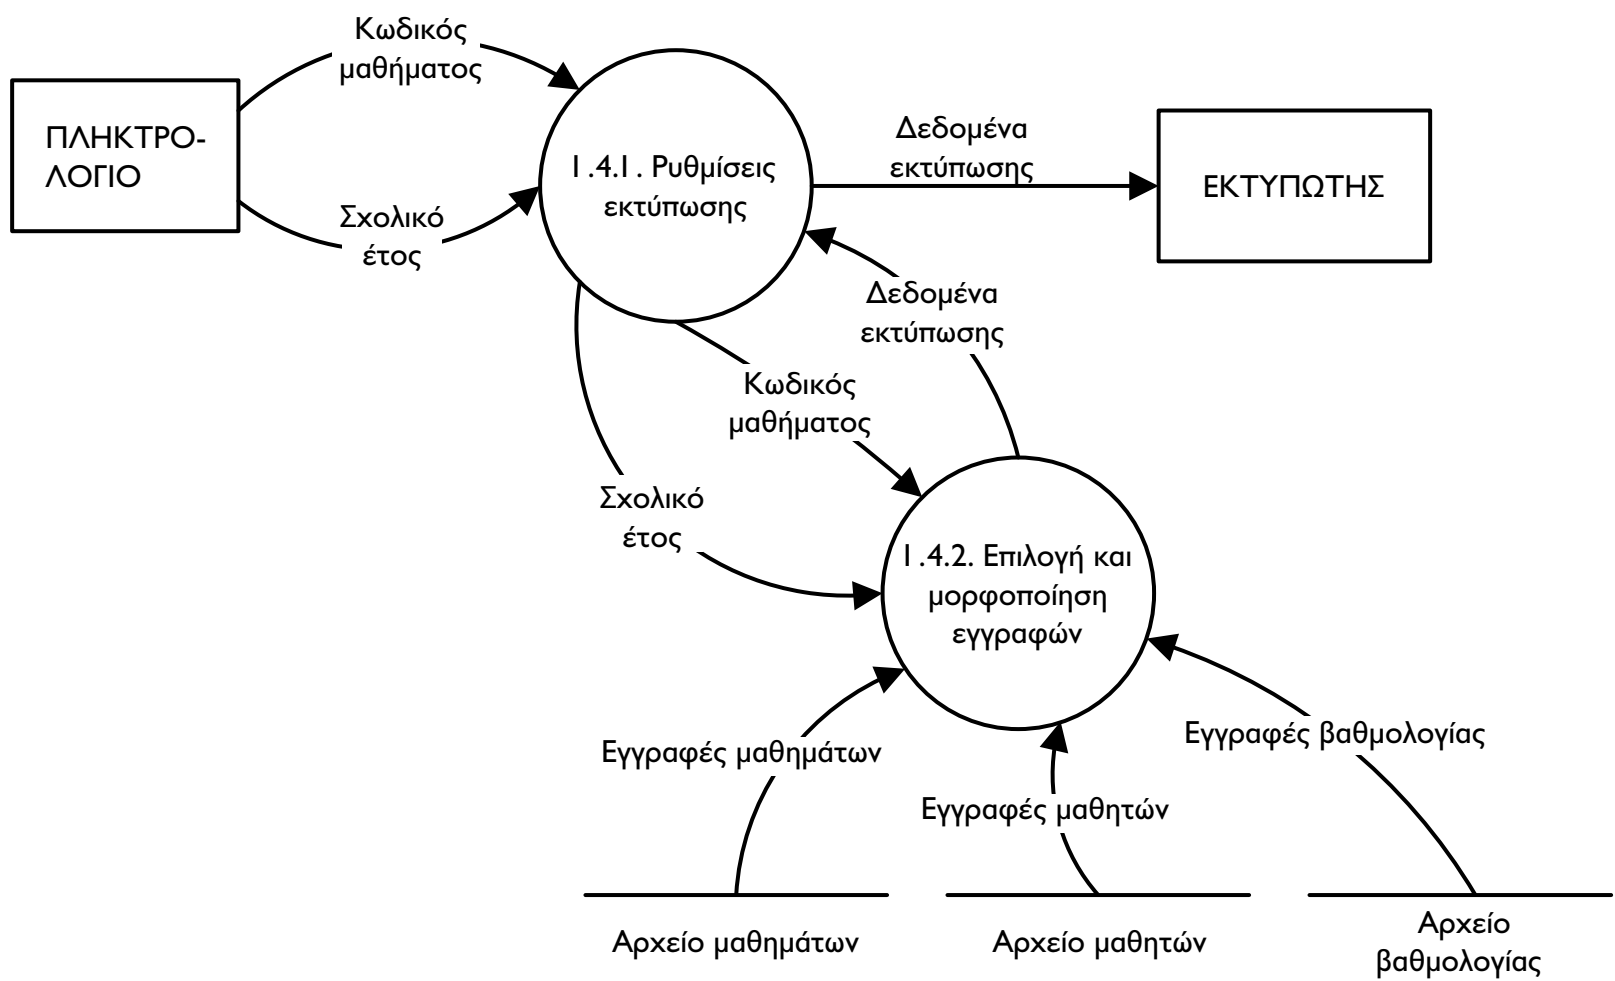 Κωδικός
μαθήματος
ΠΛΗΚΤΡΟ-
ΛΟΓΙΟ
Σχολικό
έτος
1.4.1. Ρυθμίσεις
εκτύπωσης
Δεδομένα
εκτύπωσης
ΕΚΤΥΠΩΤΗΣ
Δεδομένα
εκτύπωσης
Κωδικός
μαθήματος
Σχολικό
έτος
1.4.2. Επιλογή και
μορφοποίηση
εγγραφών
Εγγραφές μαθημάτων
Εγγραφές μαθητών
Εγγραφές βαθμολογίας
Αρχείο μαθημάτων
Αρχείο μαθητών
Αρχείο
βαθμολογίας